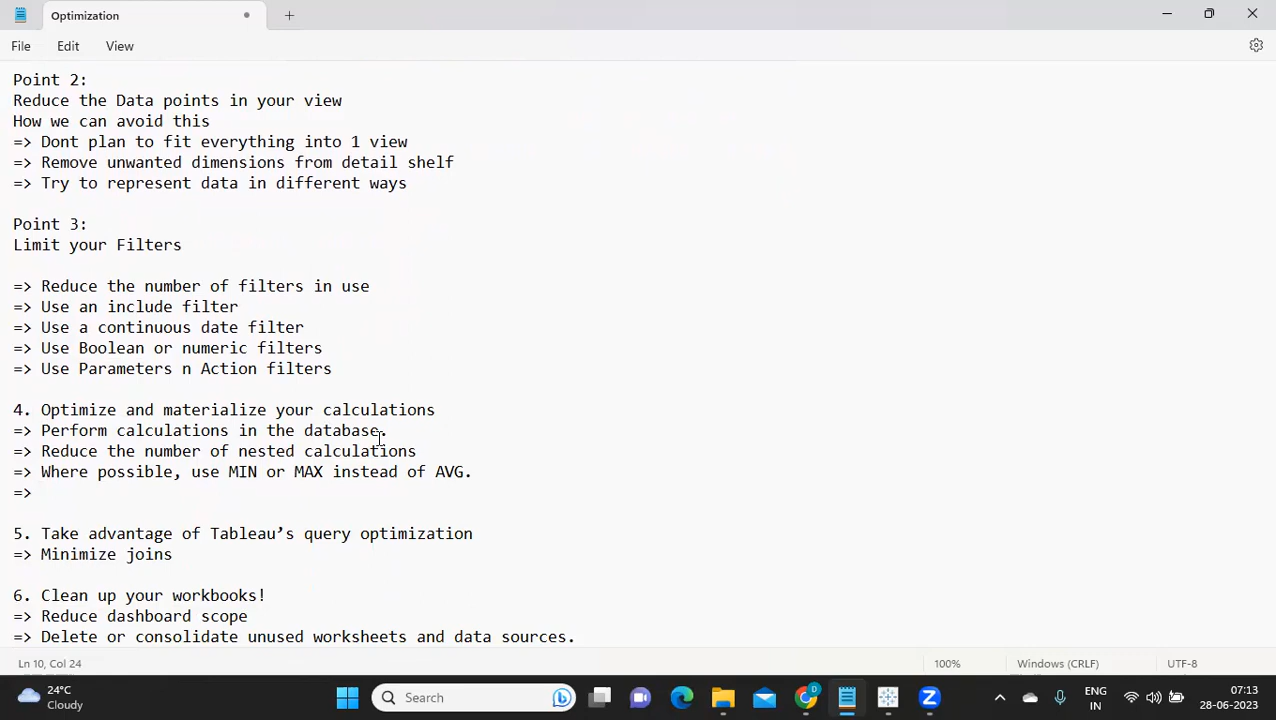 Optimization
File Edit View
Point 2:
Reduce the Data points in your view
How we can avoid this
=> Dont plan to fit everything into 1 view
=> Remove unwanted dimensions from detail shelf
=> Try to represent data in different ways
Point 3:
Limit your Filters
=> Reduce the number of filters in use
=> Use an include filter
=> Use a continuous date filter
=> Use Boolean or numeric filters
=> Use Parameters n Action filters
4. Optimize and materialize your calculations
=> Perform calculations in the database.
=> Reduce the number of nested calculations
=> Where possible, use MIN or MAX instead of AVG.
=>
5. Take advantage of Tableau’s query optimization
=> Minimize joins
6. Clean up your workbooks!
=> Reduce dashboard scope
=> Delete or consolidate unused worksheets and data sources.
Ln 10, Col 24 100% Windows (CRLF) UTF-8
24°C
Cloudy
Search
ENG
IN
07:13
28-06-2023